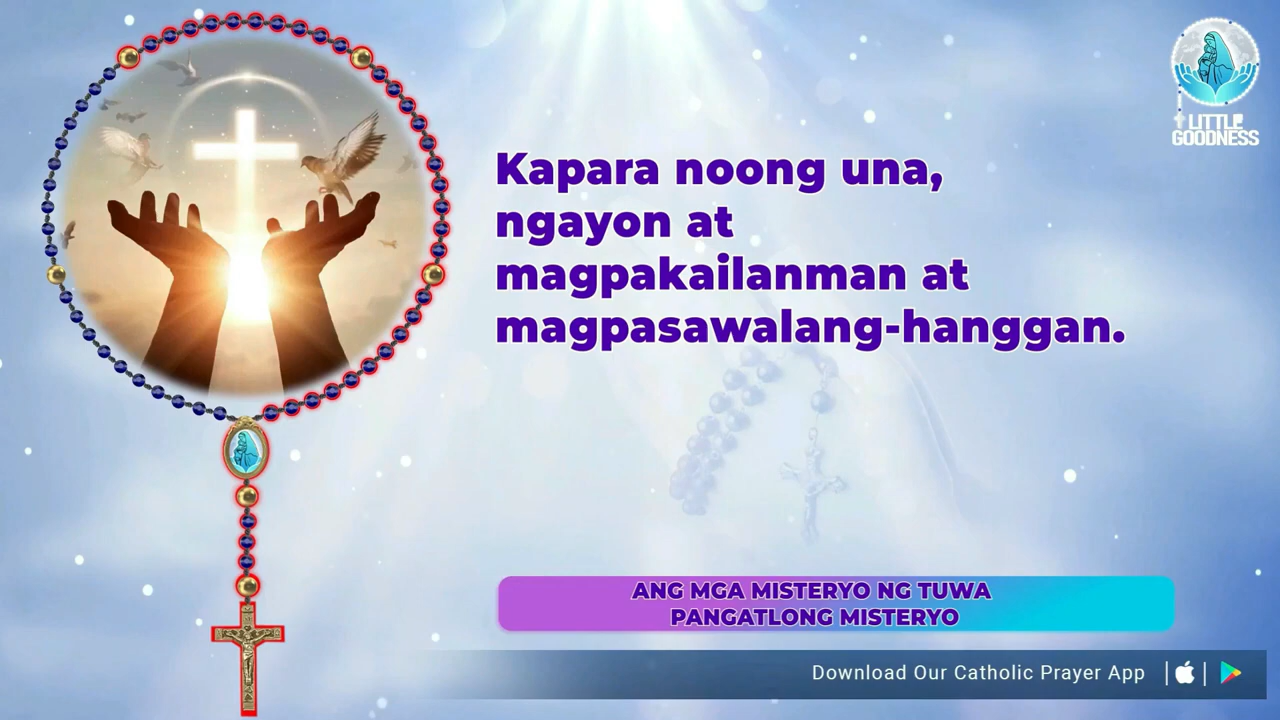 LITTLE
GOODNESS
Kapara noong una,
ngayon at
magpakailanman at
magpasawalang-hanggan.
ANG MGA MISTERYO NG TUWA
PANGATLONG MISTERYO
Download Our Catholic Prayer App